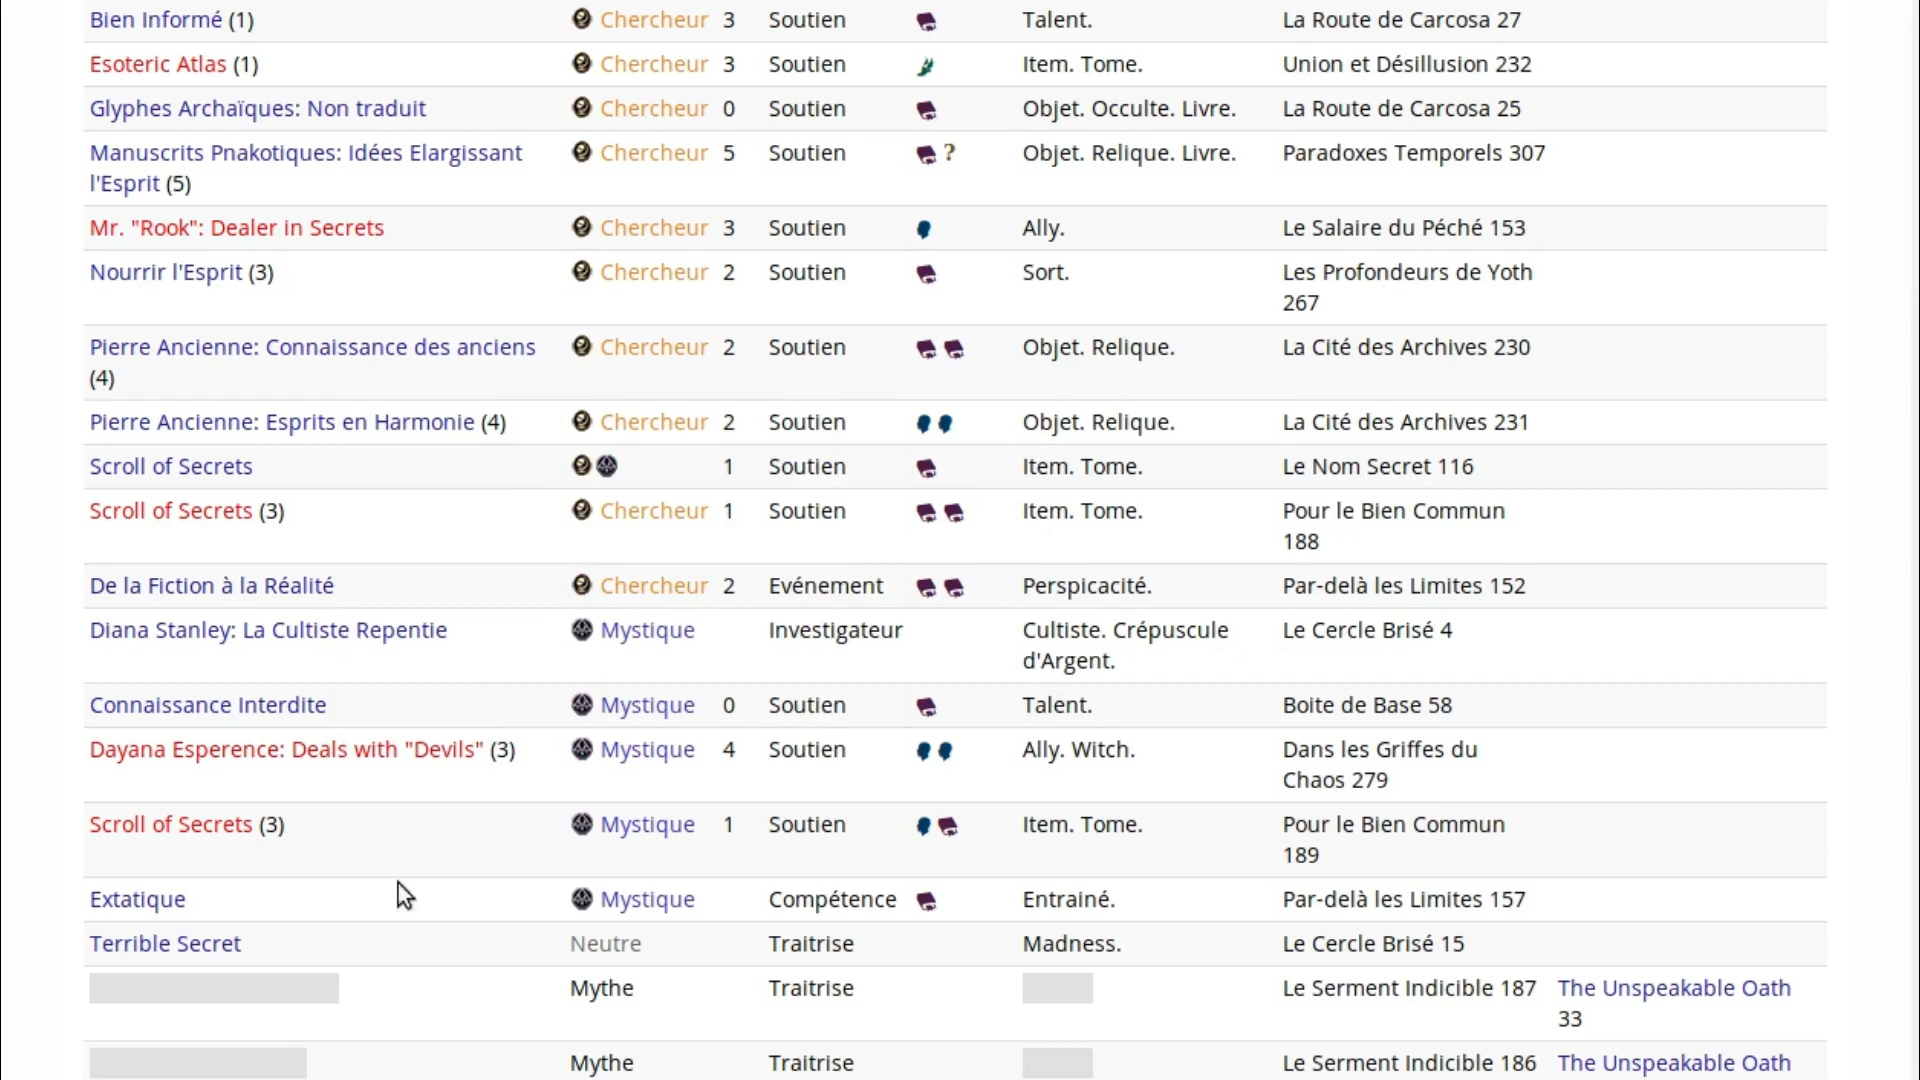 Bien Informé (1) Chercheur 3 Soutien Talent. La Route de Carcosa 27
Esoteric Atlas (1) Chercheur 3 Soutien Item. Tome. Union et Désillusion 232
Glyphes Archaïques: Non traduit Chercheur 0 Soutien Objet. Occulte. Livre. La Route de Carcosa 25
Manuscrits Pnakotiques: Idées Elargissant Chercheur 5 Soutien ? Objet. Relique. Livre. Paradoxes Temporels 307
l'Esprit (5)
Mr. "Rook": Dealer in Secrets Chercheur 3 Soutien Ally. Le Salaire du Péché 153
Nourrir l'Esprit (3) Chercheur 2 Soutien Sort. Les Profondeurs de Yoth
267
Pierre Ancienne: Connaissance des anciens Chercheur 2 Soutien Objet. Relique. La Cité des Archives 230
(4)
Pierre Ancienne: Esprits en Harmonie (4) Chercheur 2 Soutien Objet. Relique. La Cité des Archives 231
Scroll of Secrets 1 Soutien Item. Tome. Le Nom Secret 116
Scroll of Secrets (3) Chercheur 1 Soutien Item. Tome. Pour le Bien Commun
188
De la Fiction à la Réalité Chercheur 2 Evénement Perspicacité. Par-delà les Limites 152
Diana Stanley: La Cultiste Repentie Mystique Investigateur Cultiste. Crépuscule Le Cercle Brisé 4
d'Argent.
Connaissance Interdite Mystique 0 Soutien Talent. Boite de Base 58
Dayana Esperence: Deals with "Devils" (3) Mystique 4 Soutien Ally. Witch. Dans les Griffes du
Chaos 279
Scroll of Secrets (3) Mystique 1 Soutien Item. Tome. Pour le Bien Commun
189
Extatique Mystique Compétence Entrainé. Par-delà les Limites 157
Terrible Secret Neutre Traitrise Madness. Le Cercle Brisé 15
Mythe Traitrise Le Serment Indicible 187 The Unspeakable Oath
33
Mythe Traitrise Le Serment Indicible 186 The Unspeakable Oath